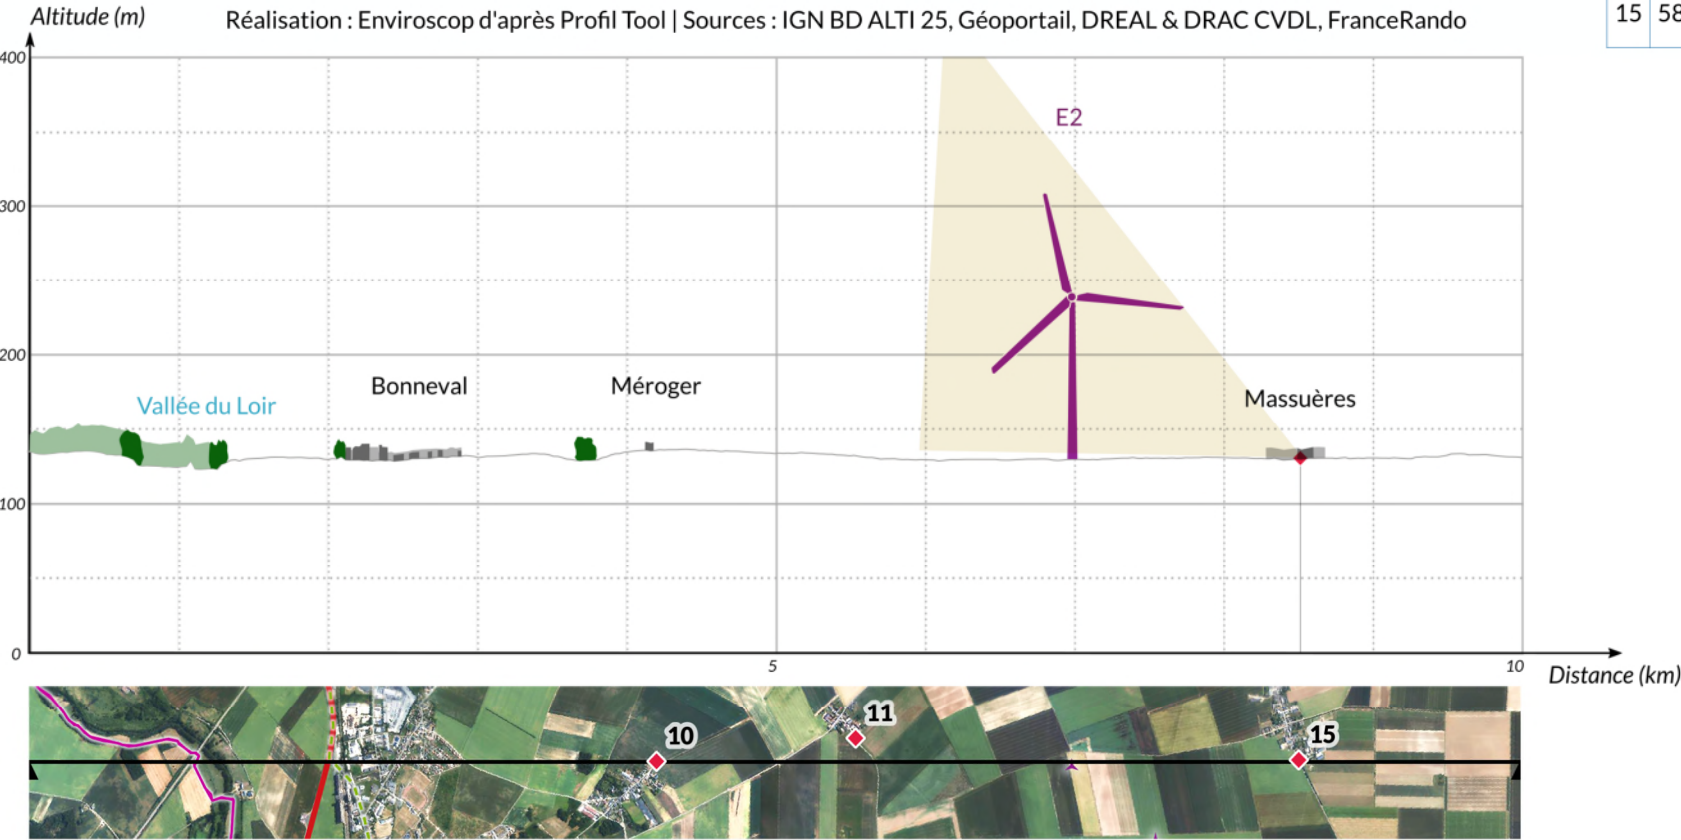 Altitude (m)
Réalisation : Enviroscop d'après Profil Tool | Sources : IGN BD ALTI 25, Géoportail, DREAL & DRAC CVDL, FranceRando
15
400
E2
300
200
Bonneval
Méroger
Massuères
Vallée du Loir
100
0
5
10
Distance (km)
10
11
15